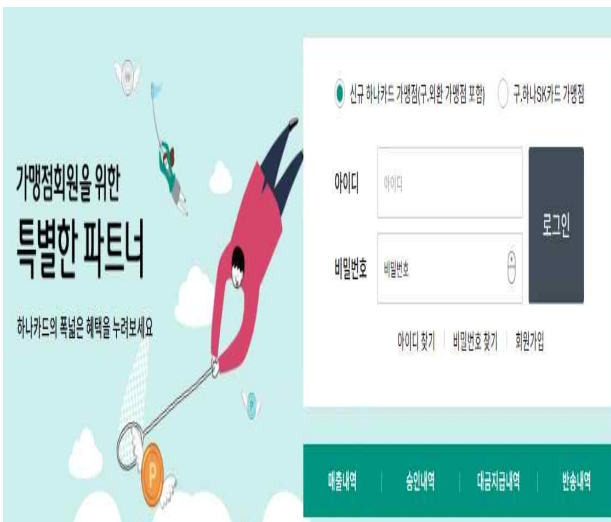 가맹점회원을 위한
특별한 파트너
하나카드의 폭넓은 혜택을 누려보세요
P
P
신규 하나카드 가맹점(구.외환 가맹점 포함) 구.하나SK카드 가맹점
아이디 아이디
비밀번호 비밀번호
로그인
아이디 찾기 비밀번호 찾기 회원가입
매출내역 승인내역 대금지급내역 반송내역